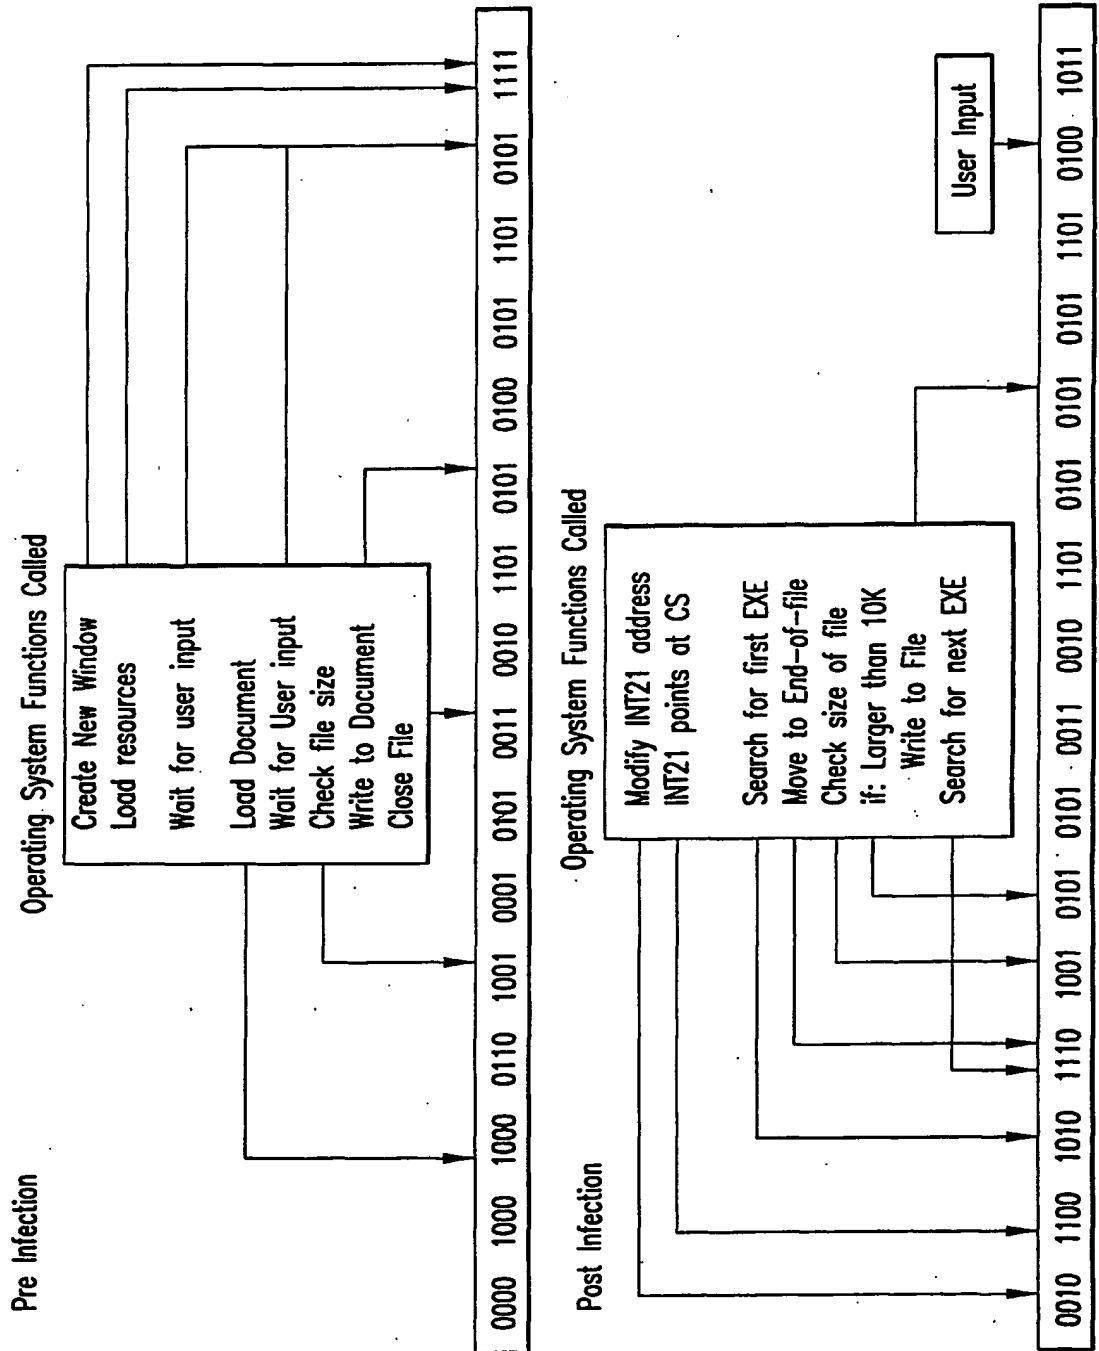 Pre Infection
Operating System Functions Called
Create New Window
Load resources
Wait for user input
Load Document
Wait for User input
Check file size
Write to Document
Close File
0000 1000 1000 0110 1001 0001 0101 0011 0010 1101 0101 0100 0101 1101 0101 1111
Post Infection
Operating System Functions Called
Modify INT21 address
INT21 points at CS
Search for first EXE
Move to End-of-file
Check size of file
if: Larger than 10K
Write to File
Search for next EXE
User Input
0010 1100 1010 1110 1001 0101 0101 0011 0010 1101 0101 0101 0101 1101 0100 1011